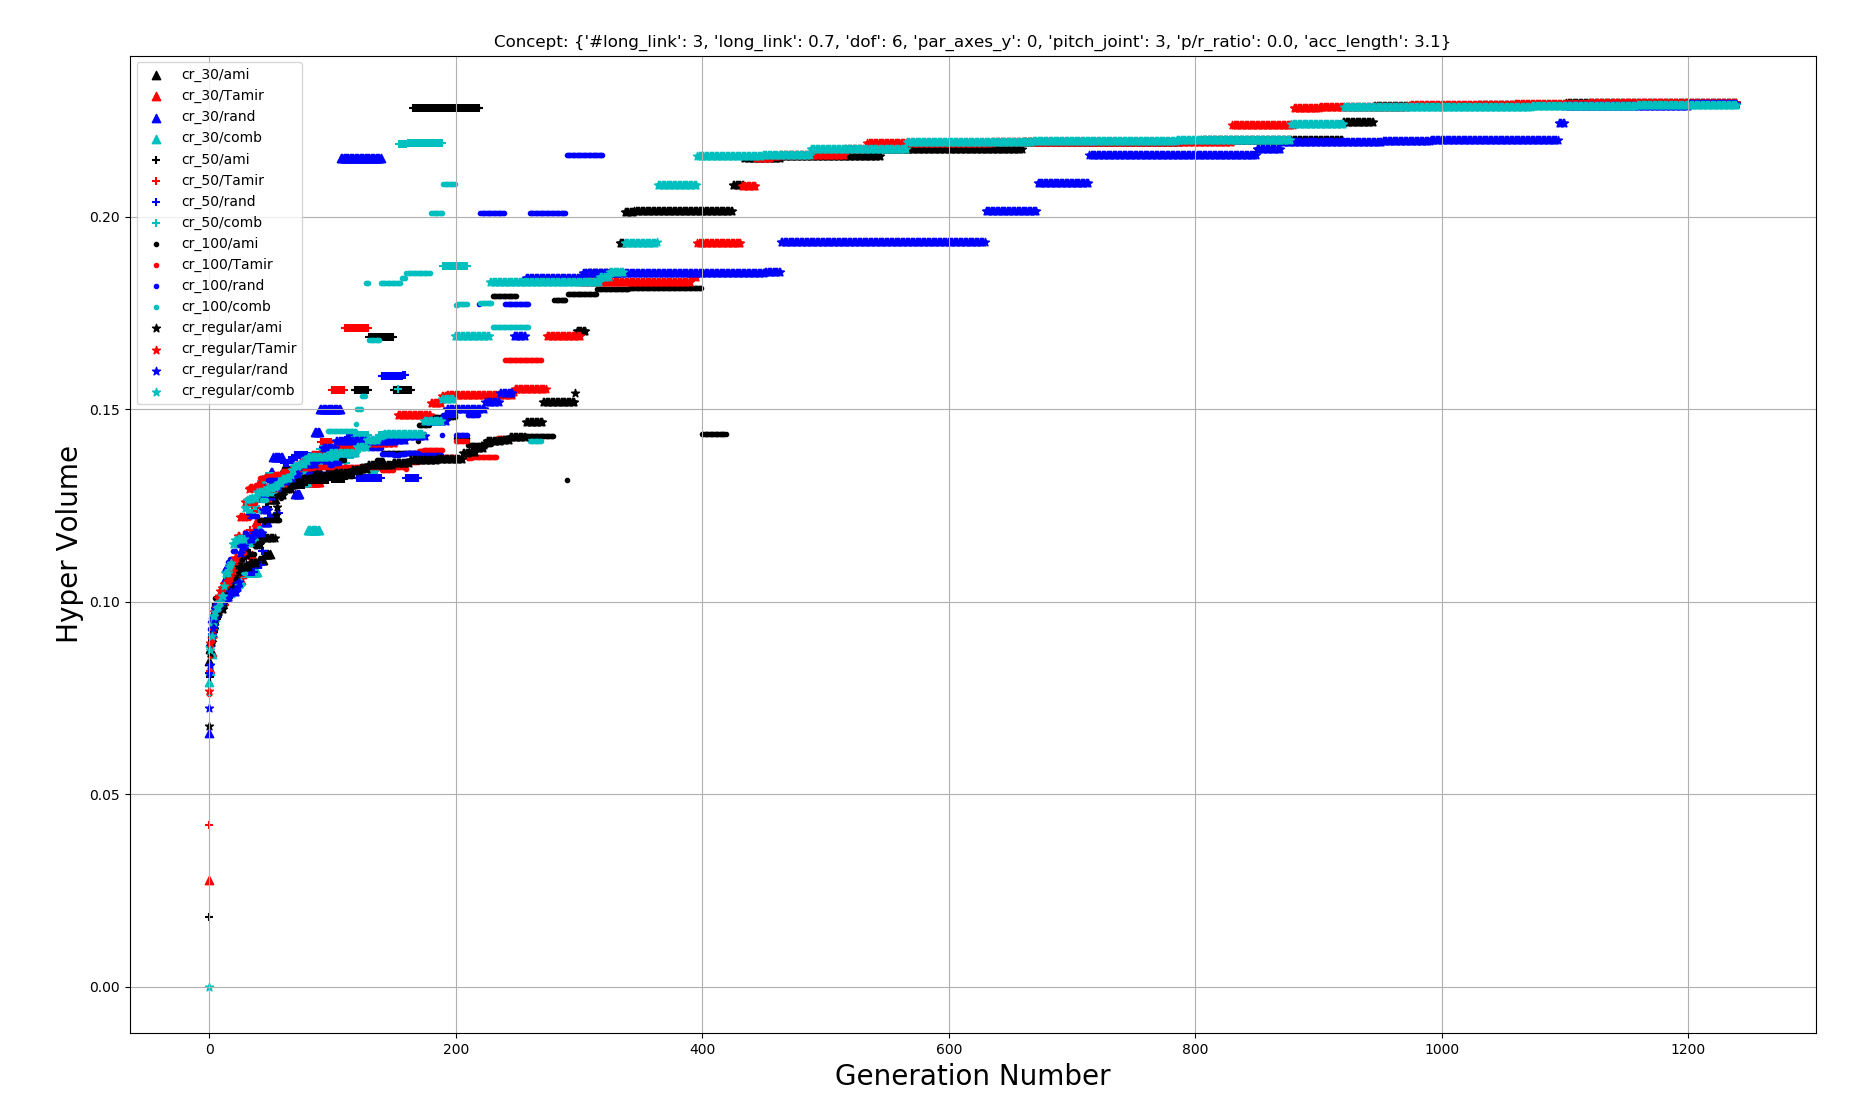 Concept: {'#long_link': 3, 'long_link': 0.7, 'dof': 6, 'par_axes_y': 0, 'pitch_joint': 3, 'p/r_ratio': 0.0, 'acc_length': 3.1}
cr_30/ami
cr_30/Tamir
cr_30/rand
cr_30/comb
cr_50/ami
cr_50/Tamir
cr_50/rand
cr_50/comb
cr_100/ami
cr_100/Tamir
cr_100/rand
cr_100/comb
cr_regular/ami
cr_regular/Tamir
cr_regular/rand
cr_regular/comb
Hyper Volume
0.20
0.15
0.10
0.05
0.00
0 200 400 600 800 1000 1200
Generation Number